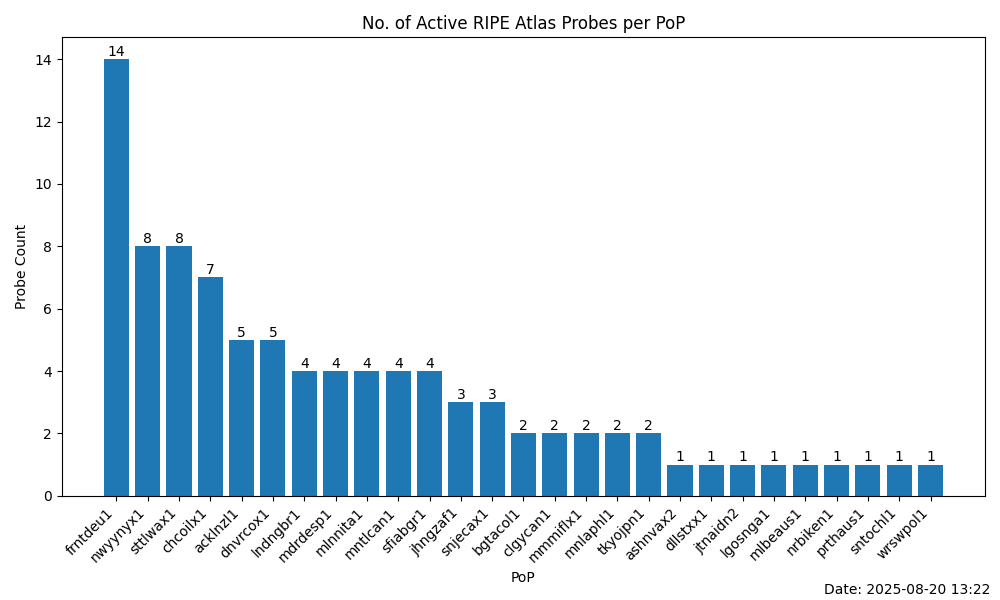 No. of Active RIPE Atlas Probes per PoP
Probe Count
14
12
10
8
6
4
2
0
14
8
8
7
5
5
4
4
4
4
4
3
3
2
2
2
2
2
1
1
1
1
1
1
1
1
1
frntdeu1
nwyynyx1
sttlwax1
chcoilx1
acklnzl1
dnvrcox1
lndngbr1
mdrdesp1
mlnnita1
mntlcan1
sfiabgr1
jhngzaf1
snjecax1
bgtacol1
clgycan1
mmmiflx1
mnlaphl1
tkyojpn1
ashnvax2
dllstxx1
jtnaidn2
lgosnga1
mlbeaus1
nrbiken1
prthaus1
sntochl1
wrswpol1
PoP
Date: 2025-08-20 13:22